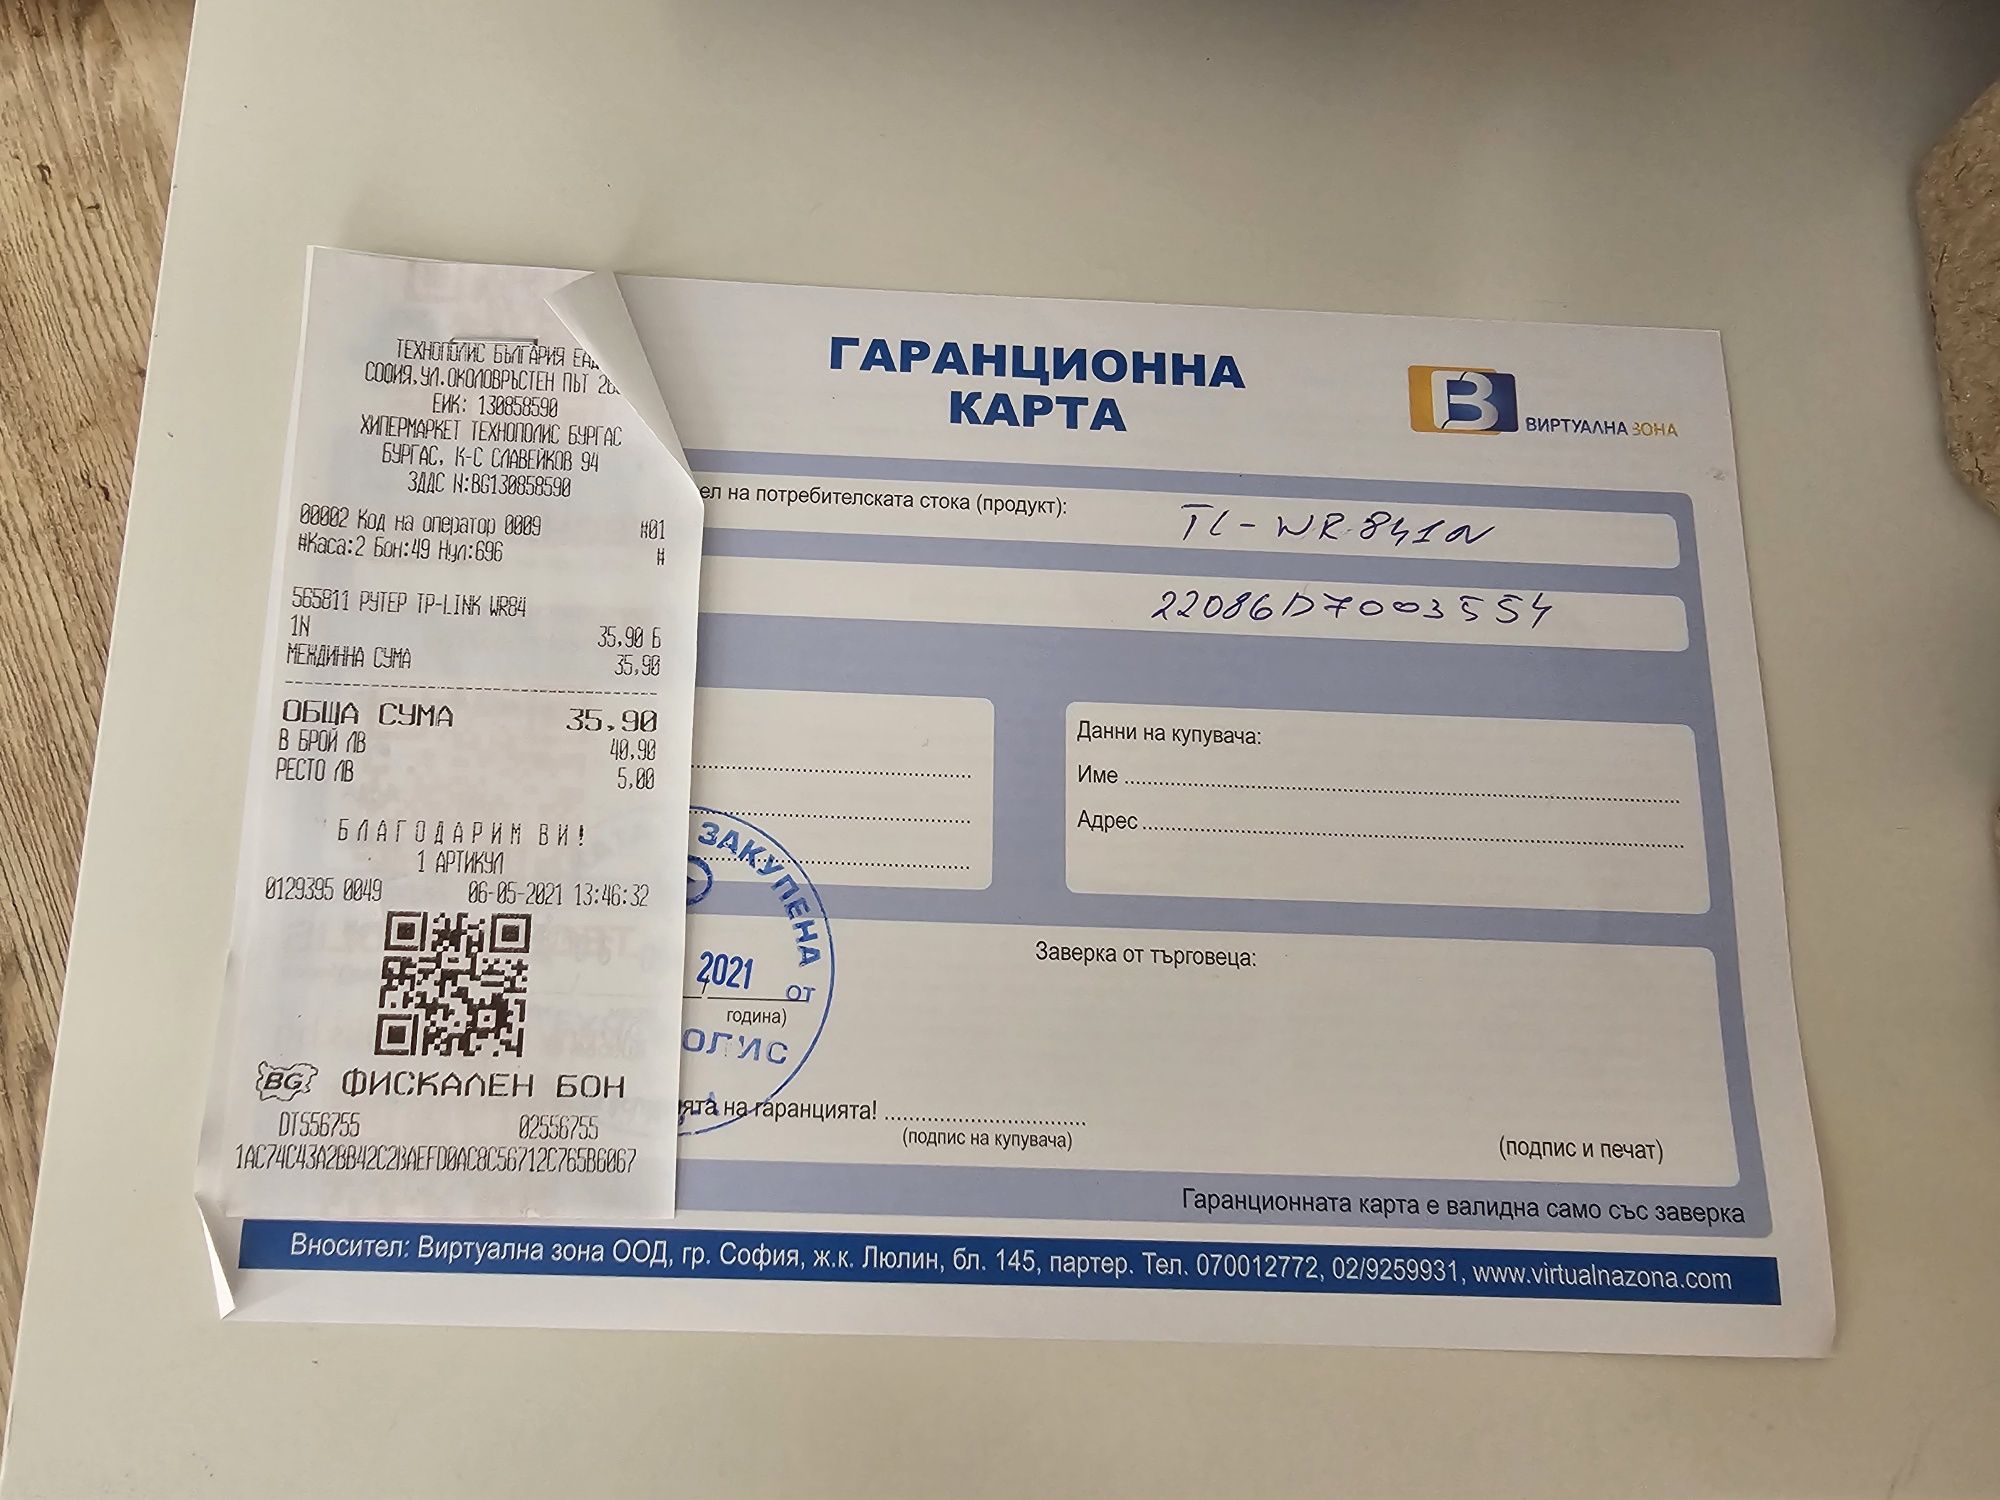 ТЕХНОПОЛИС БЪЛГАРИЯ
СОФИЯ,УЛ.ОКОЛОВРЪСТЕН ПЪТ
ЕИК: 130858590
ХИПЕРМАРКЕТ ТЕХНОПОЛИС БУРГАС
БУРГАС, К-С СЛАВЕЙКОВ 94
ЗДДС N:BG130858590
00002 Код на оператор 0009 #01
#Каса:2 Бон:49 Нул:696 #
565811 РУТЕР TP-LINK WR84
1N 35,90 Б
МЕЖДИННА СУМА 35,90
ОБЩА СУМА 35,90
В БРОЙ ЛВ 40,90
РЕСТО ЛВ 5,00
БЛАГОДАРИМ ВИ!
1 АРТИКУЛ
0129395 0049 06-05-2021 13:46:32
BG ФИСКАЛЕН БОН
DT556755 02556755
1AC74C43A2BB42C2BAEFD0AC8C56712C765B6067
ГАРАНЦИОННА
КАРТА
B ВИРТУАЛНА ЗОНА
на потребителската стока (продукт): TL-WR841N
22086D7003554
Данни на купувача:
Име
Адрес
ЗАКУПЕНА
ОТ
2021
година)
Заверка от търговеца:
на гаранцията!
(подпис на купувача)
(подпис и печат)
Гаранционната карта е валидна само със заверка
Вносител: Виртуална зона ООД, гр. София, ж.к. Люлин, бл. 145, партер. Тел. 070012772, 02/9259931, www.virtualnazona.com